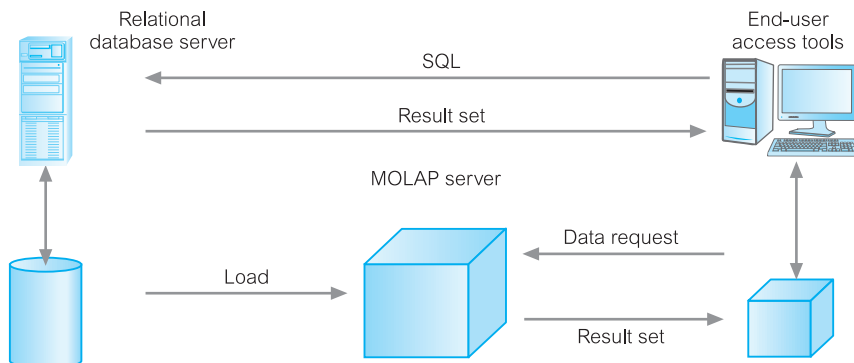 Relational
database server
End-user
access tools
SQL
Result set
MOLAP server
Data request
Load
Result set